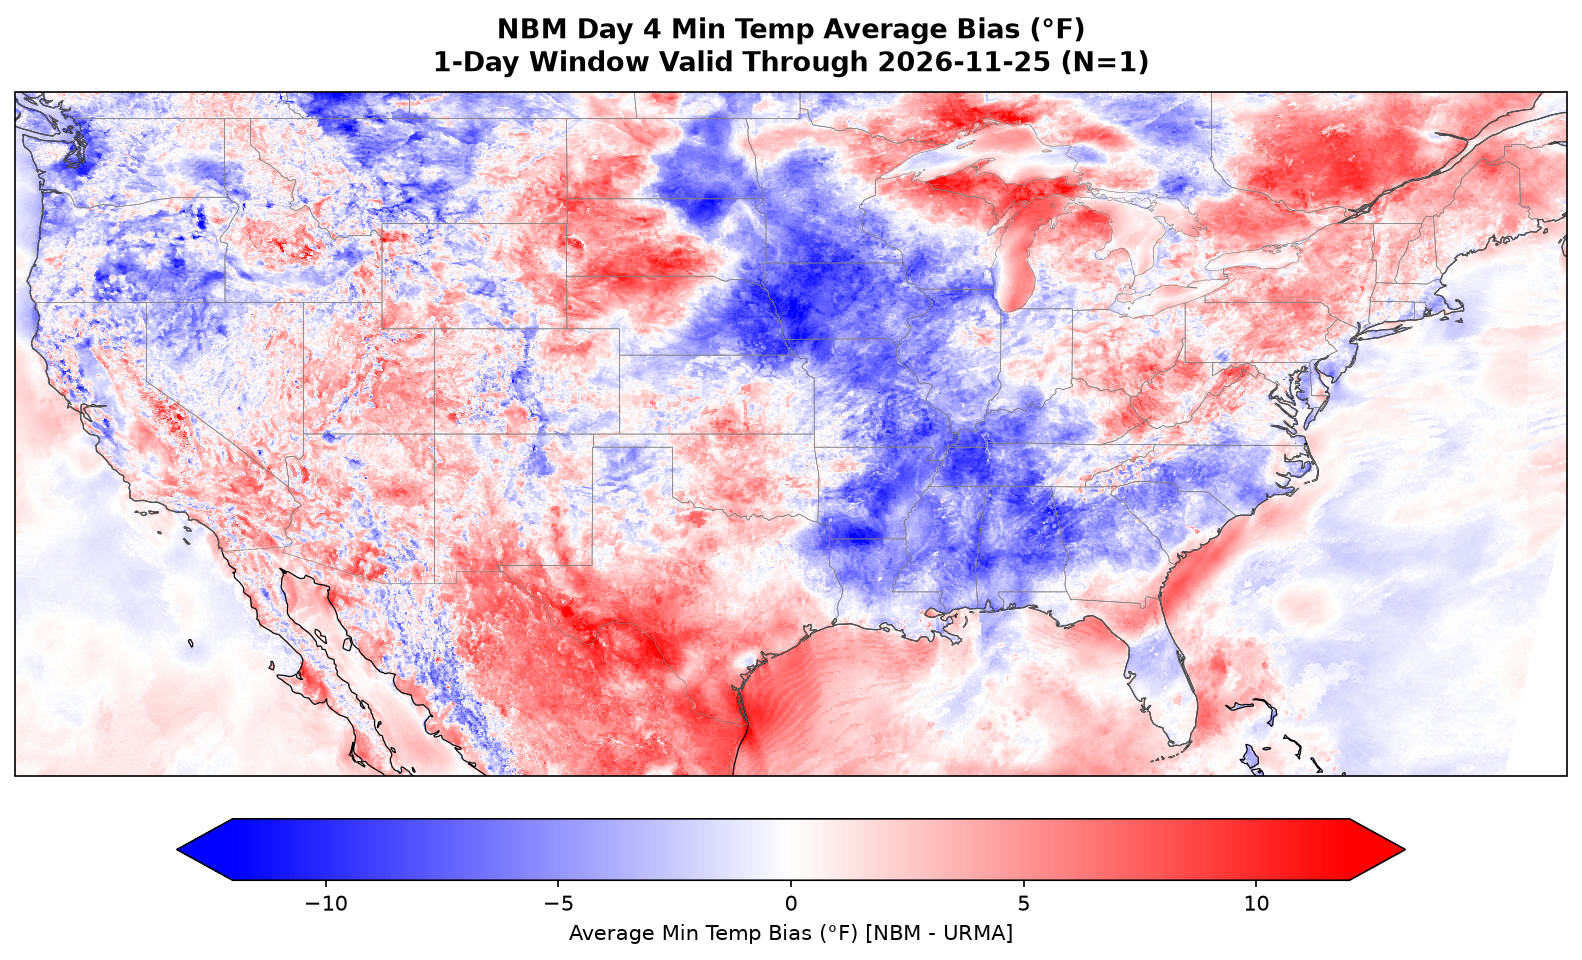 NBM Day 4 Min Temp Average Bias (°F)
1-Day Window Valid Through 2026-11-25 (N=1)
−10 −5 0 5 10
Average Min Temp Bias (°F) [NBM - URMA]